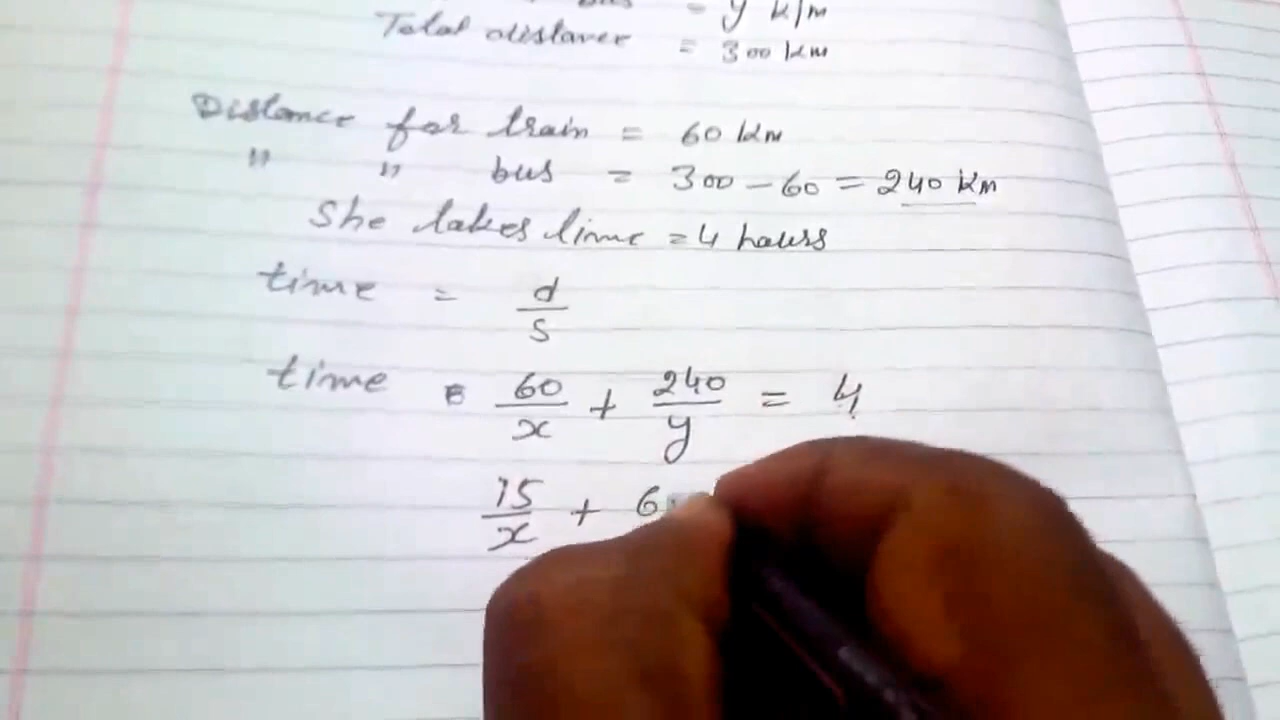 = y k/m
Total distance = 300 km
Distance for train = 60 km
" " bus = 300 - 60 = 240 km
She takes time = 4 hours
time = d/s
time = 60/x + 240/y = 4
15/x + 6